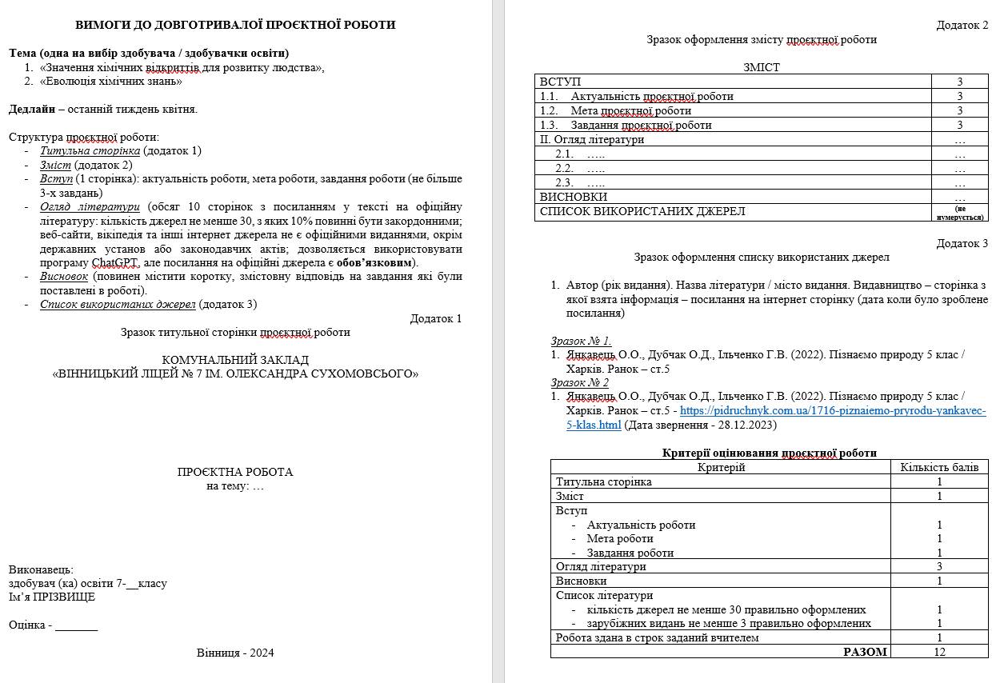 ВИМОГИ ДО ДОВГОТРИВАЛОЇ ПРОЄКТНОЇ РОБОТИ
Тема (одна на вибір здобувача / здобувачки освіти)
1. «Значення хімічних відкриттів для розвитку людства»,
2. «Еволюція хімічних знань»
Дедлайн – останній тиждень квітня.
Структура проєктної роботи:
- Титульна сторінка (додаток 1)
- Зміст (додаток 2)
- Вступ (1 сторінка): актуальність роботи, мета роботи, завдання роботи (не більше
3-х завдань)
- Огляд літератури (обсяг 10 сторінок з посиланням у тексті на офіційну
літературу: кількість джерел не менше 30, з яких 10% повинні бути закордонними;
веб-сайти, вікіпедія та інші інтернет джерела не є офіційними виданнями, окрім
державних установ або законодавчих актів; дозволяється використовувати
програму ChatGPT, але посилання на офіційні джерела є обов’язковим).
- Висновок (повинен містити коротку, змістовну відповідь на завдання які були
поставлені в роботі).
- Список використаних джерел (додаток 3)
Додаток 1
Зразок титульної сторінки проєктної роботи
КОМУНАЛЬНИЙ ЗАКЛАД
«ВІННИЦЬКИЙ ЛІЦЕЙ № 7 ІМ. ОЛЕКСАНДРА СУХОМОВСЬОГО»
ПРОЄКТНА РОБОТА
на тему: …
Виконавець:
здобувач (ка) освіти 7-__класу
Ім’я ПРІЗВИЩЕ
Оцінка - _______
Вінниця - 2024
Додаток 2
Зразок оформлення змісту проєктної роботи
ЗМІСТ
ВСТУП 3
1.1. Актуальність проєктної роботи 3
1.2. Мета проєктної роботи 3
1.3. Завдання проєктної роботи 3
ІІ. Огляд літератури …
2.1. ….. …
2.2. ….. …
2.3. ….. …
ВИСНОВКИ …
СПИСОК ВИКОРИСТАНИХ ДЖЕРЕЛ (не
нумерується)
Додаток 3
Зразок оформлення списку використаних джерел
1. Автор (рік видання). Назва літератури / місто видання. Видавництво – сторінка з
якої взята інформація – посилання на інтернет сторінку (дата коли було зроблене
посилання)
Зразок № 1.
1. Янкавець О.О., Дубчак О.Д., Ільченко Г.В. (2022). Пізнаємо природу 5 клас /
Харків. Ранок – ст.5
Зразок № 2
1. Янкавець О.О., Дубчак О.Д., Ільченко Г.В. (2022). Пізнаємо природу 5 клас /
Харків. Ранок – ст.5 - https://pidruchnyk.com.ua/1716-piznaiemo-pryrodu-yankavec-
5-klas.html (Дата звернення - 28.12.2023)
Критерії оцінювання проєктної роботи
Критерій Кількість балів
Титульна сторінка 1
Зміст 1
Вступ
- Актуальність роботи 1
- Мета роботи 1
- Завдання роботи 1
Огляд літератури 3
Висновки 1
Список літератури
- кількість джерел не менше 30 правильно оформлених 1
- зарубіжних видань не менше 3 правильно оформлених 1
Робота здана в строк заданий вчителем 1
РАЗОМ 12